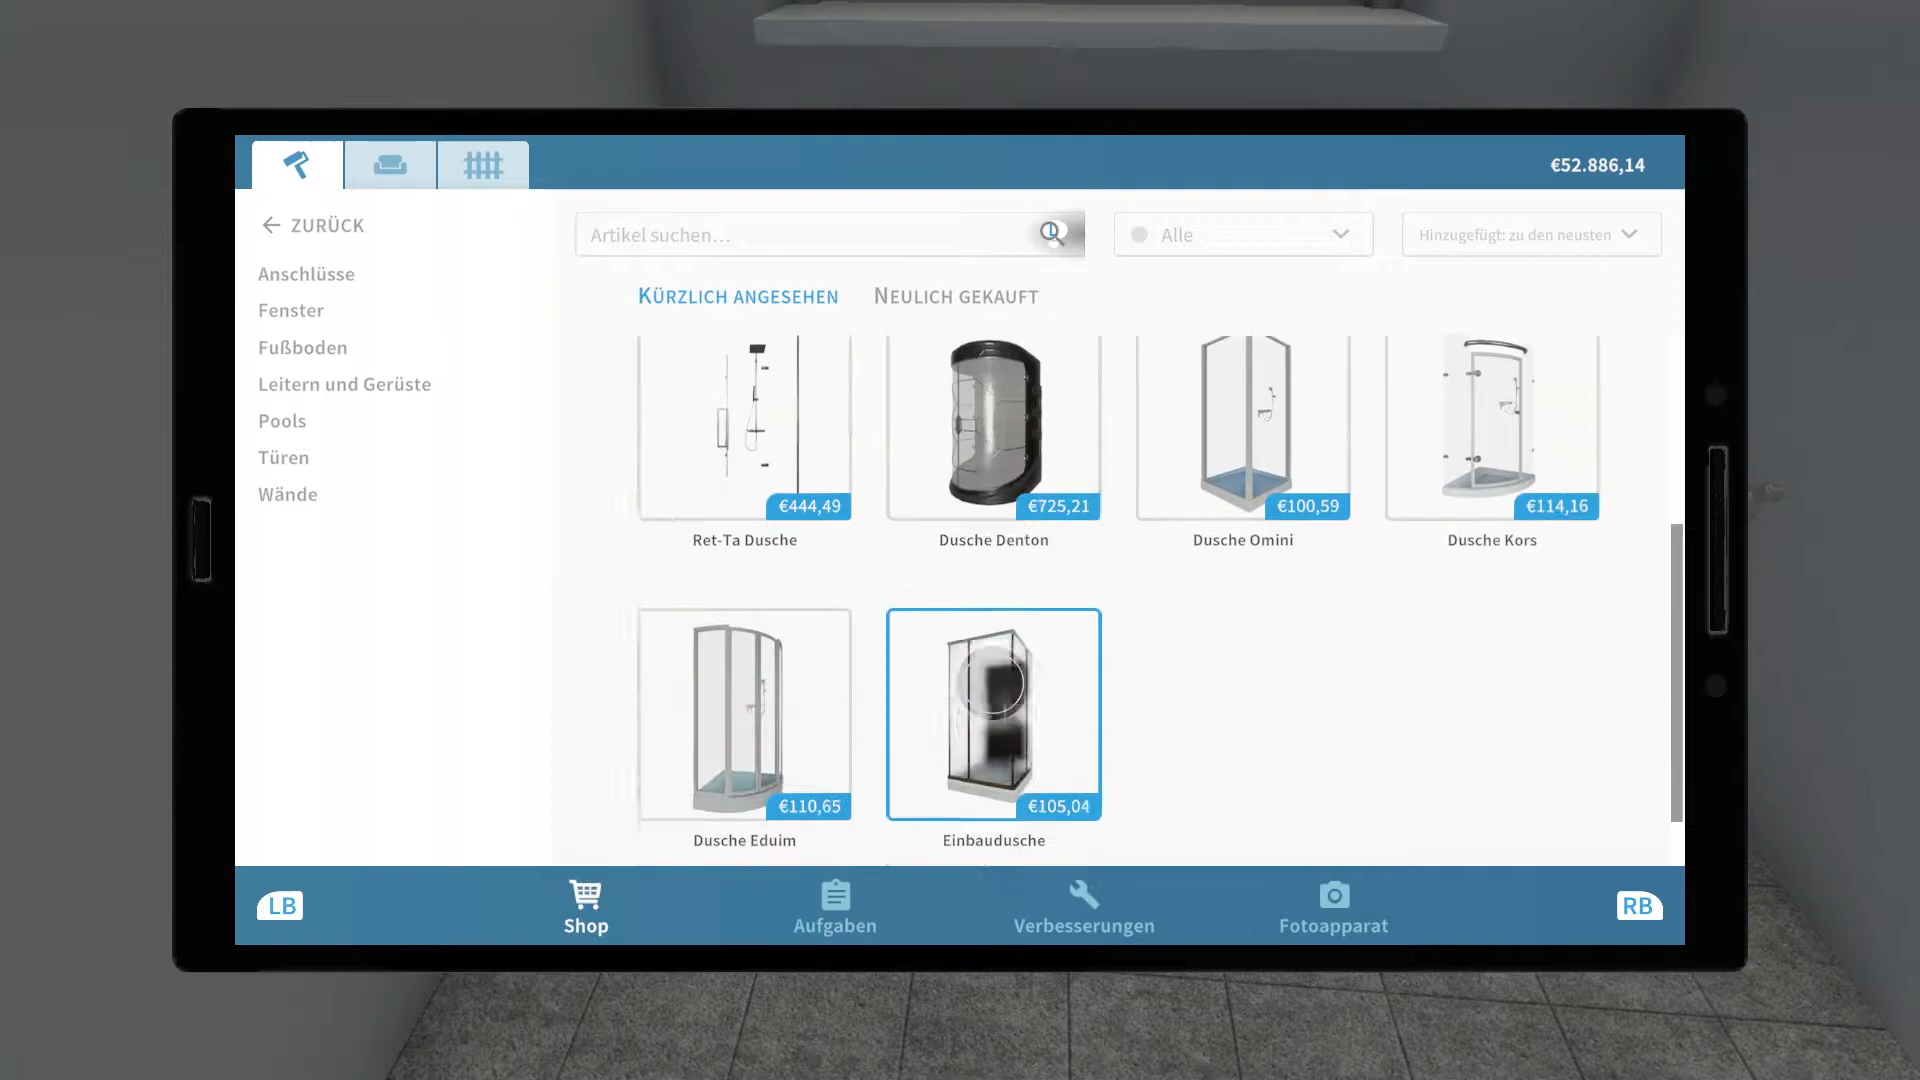 €52.886,14
ZURÜCK
Anschlüsse
Fenster
Fußboden
Leitern und Gerüste
Pools
Türen
Wände
Artikel suchen...
Alle
Hinzugefügt: zu den neusten
KÜRZLICH ANGESEHEN
NEULICH GEKAUFT
€444,49
€725,21
€100,59
€114,16
Ret-Ta Dusche
Dusche Denton
Dusche Omini
Dusche Kors
€110,65
€105,04
Dusche Eduim
Einbaudusche
LB
Shop
Aufgaben
Verbesserungen
Fotoapparat
RB